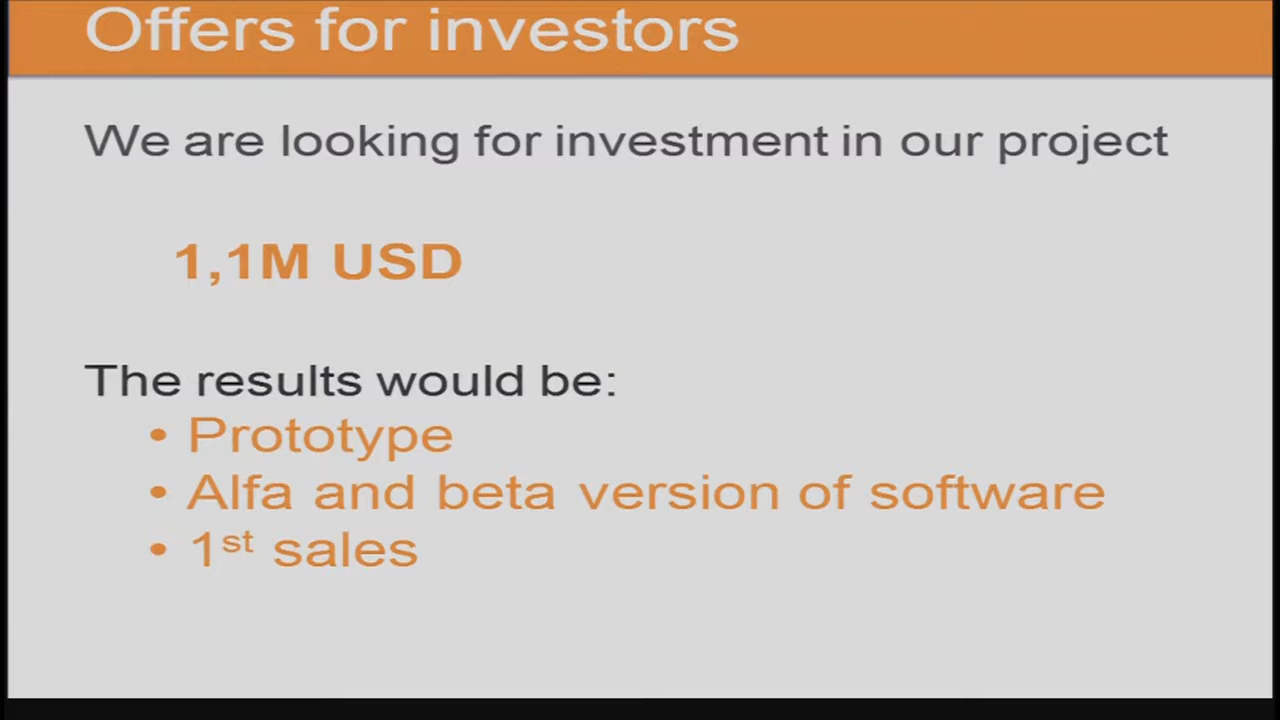 Offers for investors
We are looking for investment in our project
1,1M USD
The results would be:
• Prototype
• Alfa and beta version of software
• 1st sales